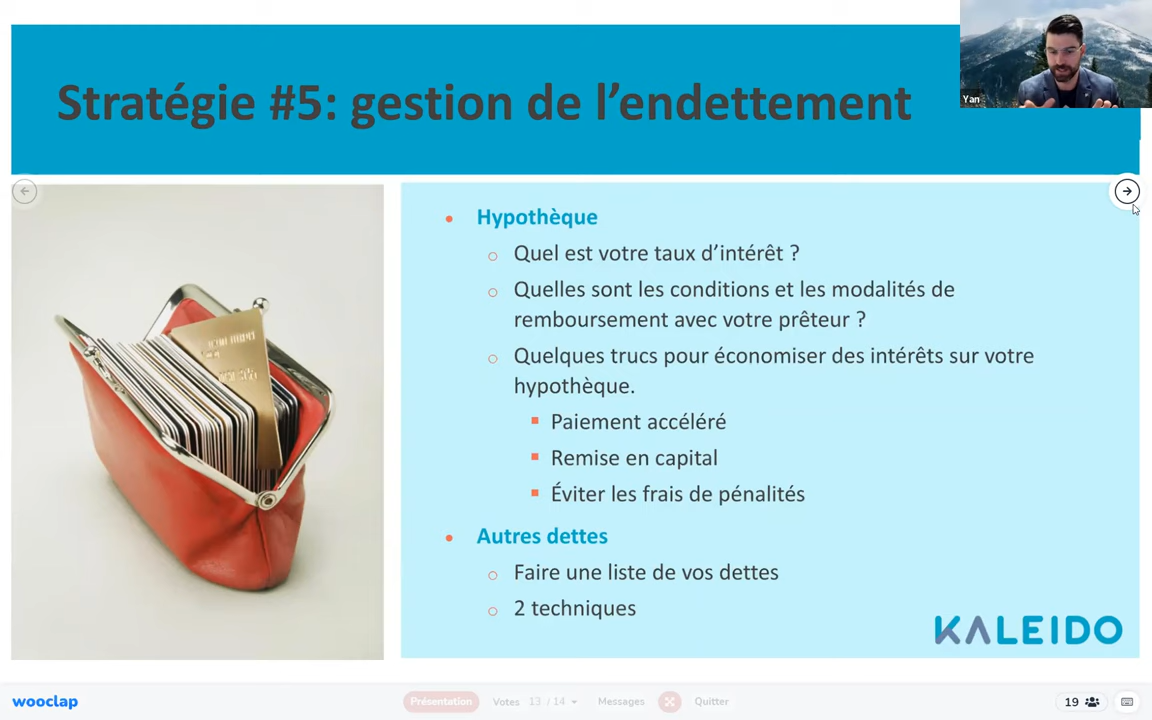 Stratégie #5: gestion de l’endettement
Yan
Hypothèque
Quel est votre taux d’intérêt ?
Quelles sont les conditions et les modalités de
remboursement avec votre prêteur ?
Quelques trucs pour économiser des intérêts sur votre
hypothèque.
Paiement accéléré
Remise en capital
Éviter les frais de pénalités
Autres dettes
Faire une liste de vos dettes
2 techniques
KALEIDO
wooclap
Présentation
Votes 13 / 14
Messages
Quitter
19